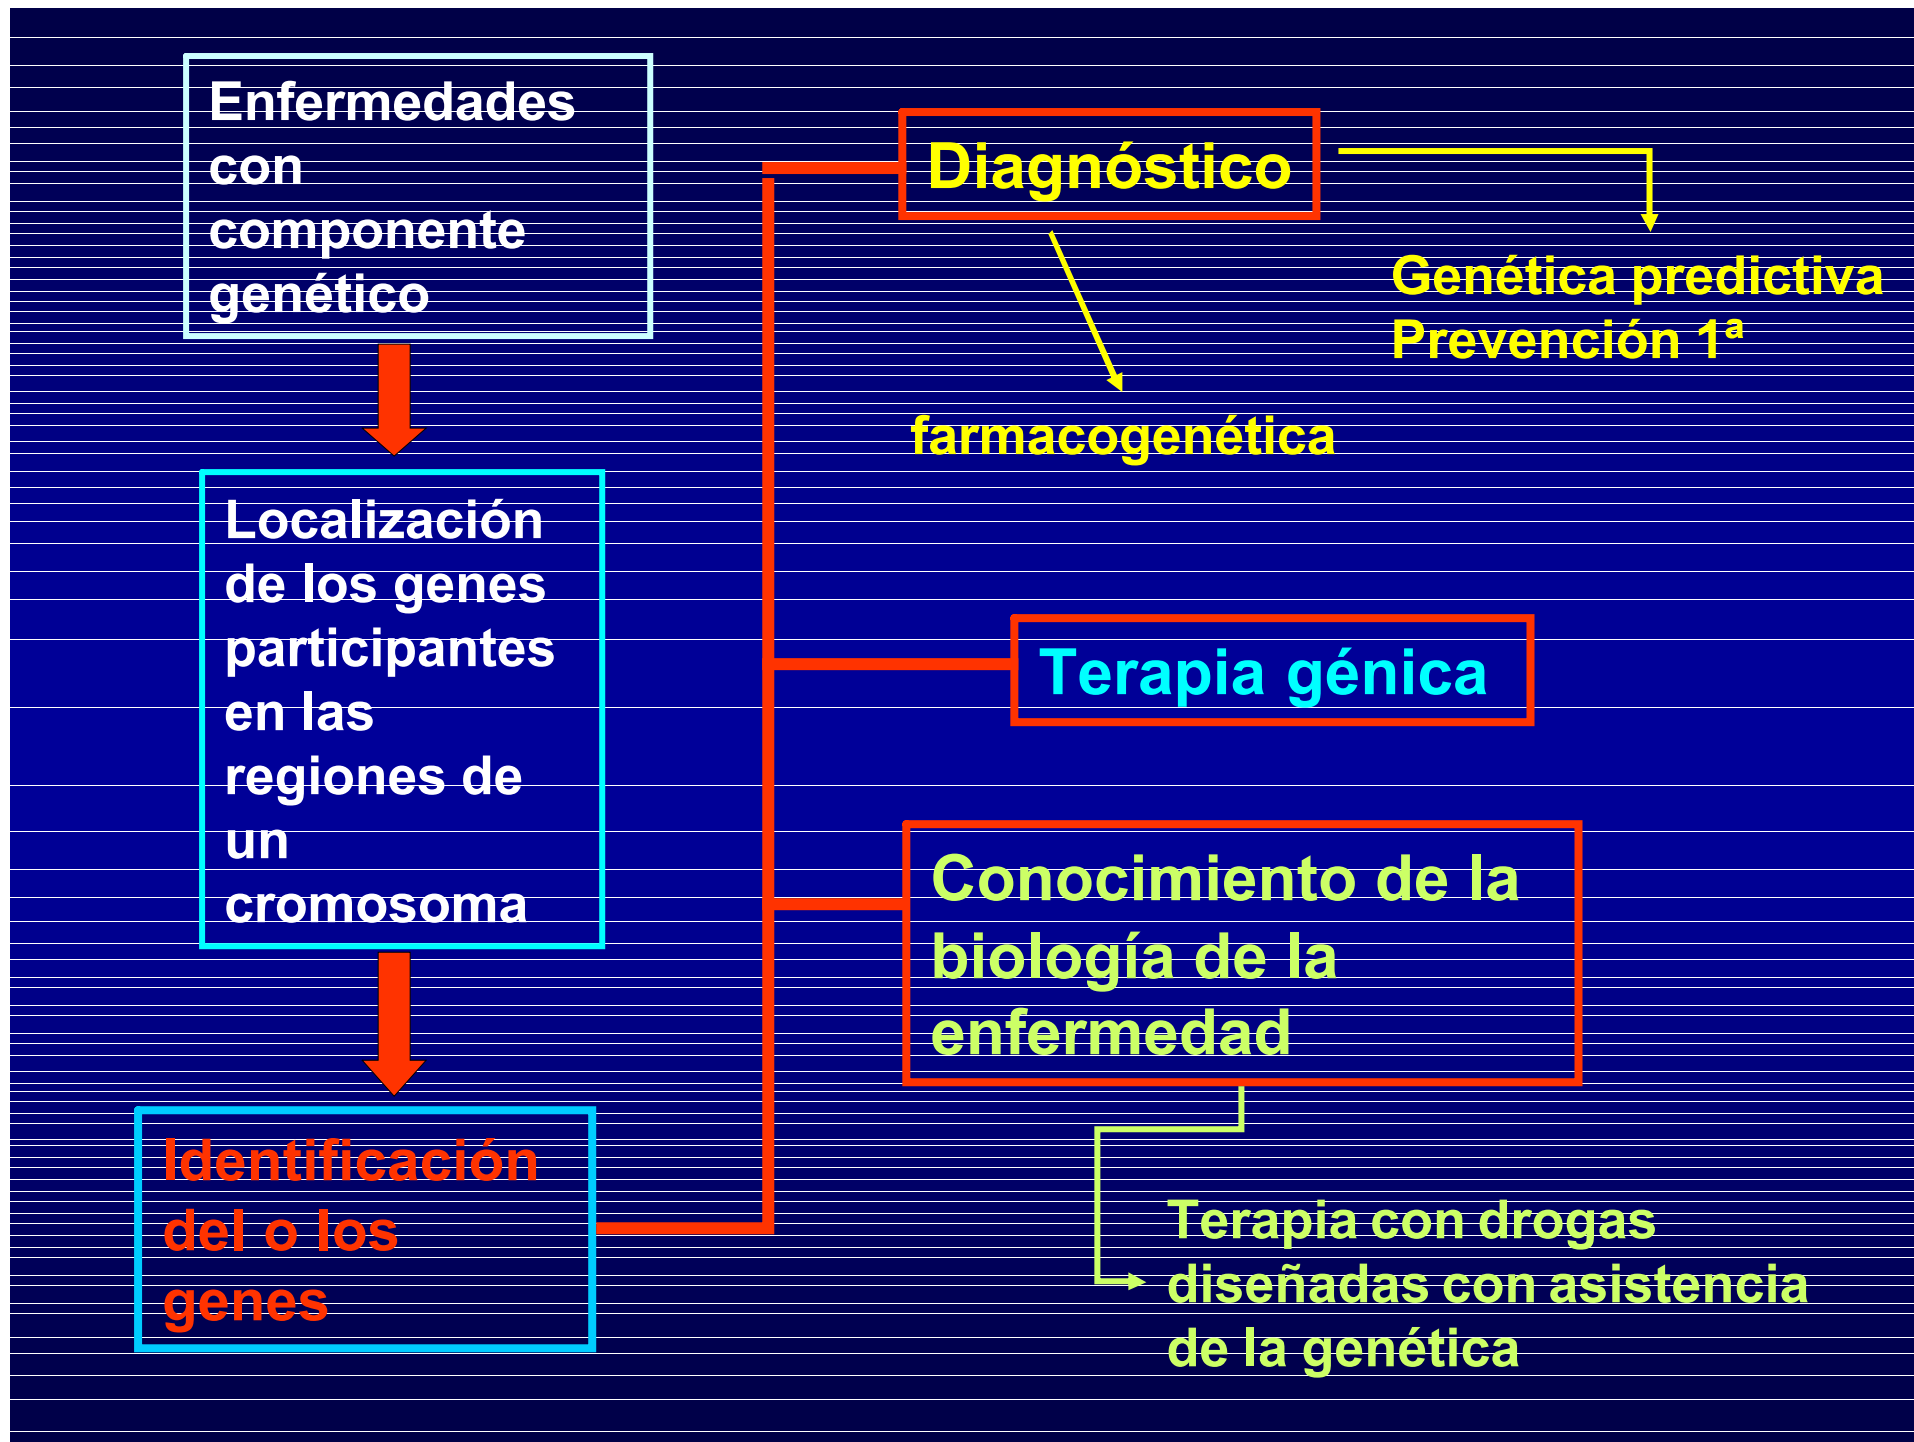 Enfermedades
con
componente
genético
Localización
de los genes
participantes
en las
regiones de
un
cromosoma
Identificación
del o los
genes
Diagnóstico
Genética predictiva
Prevención 1ª
farmacogenética
Terapia génica
Conocimiento de la
biología de la
enfermedad
Terapia con drogas
diseñadas con asistencia
de la genética